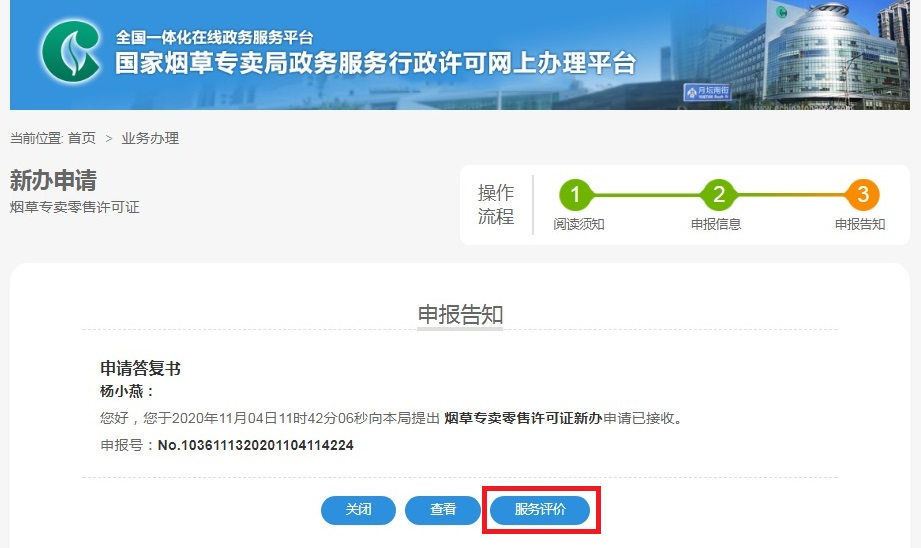 全国一体化在线政务服务平台
国家烟草专卖局政务服务行政许可网上办理平台
月坛南街
当前位置: 首页 > 业务办理
新办申请
烟草专卖零售许可证
操作
流程
1
2
3
阅读须知
申报信息
申报告知
申报告知
申请答复书
杨小燕：
您好，您于2020年11月04日11时42分06秒向本局提出 烟草专卖零售许可证新办申请已接收。
申报号：No.1036111320201104114224
关闭
查看
服务评价